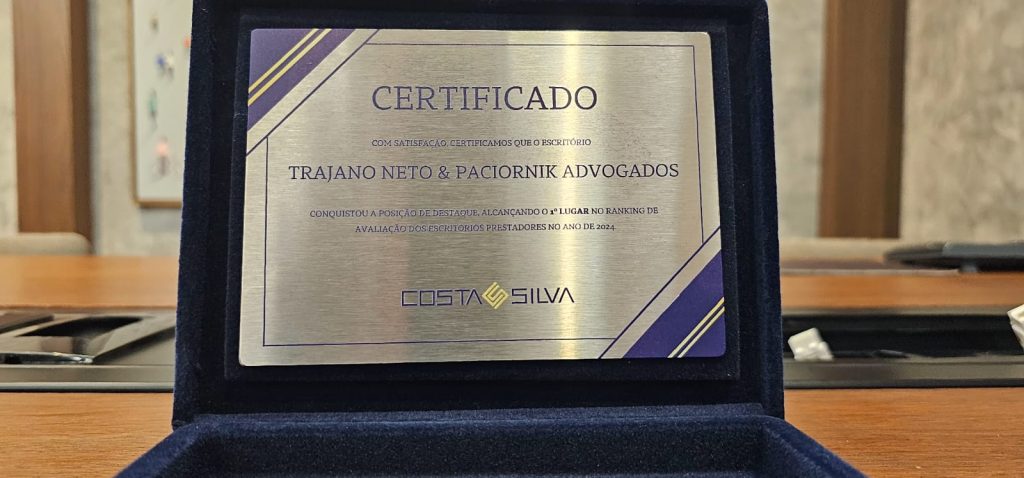 CERTIFICADO
COM SATISFAÇÃO, CERTIFICAMOS QUE O ESCRITÓRIO
TRAJANO NETO & PACIORNIK ADVOGADOS
CONQUISTOU A POSIÇÃO DE DESTAQUE, ALCANÇANDO O 1º LUGAR NO RANKING DE
AVALIAÇÃO DOS ESCRITÓRIOS PRESTADORES NO ANO DE 2024.
COSTA SILVA